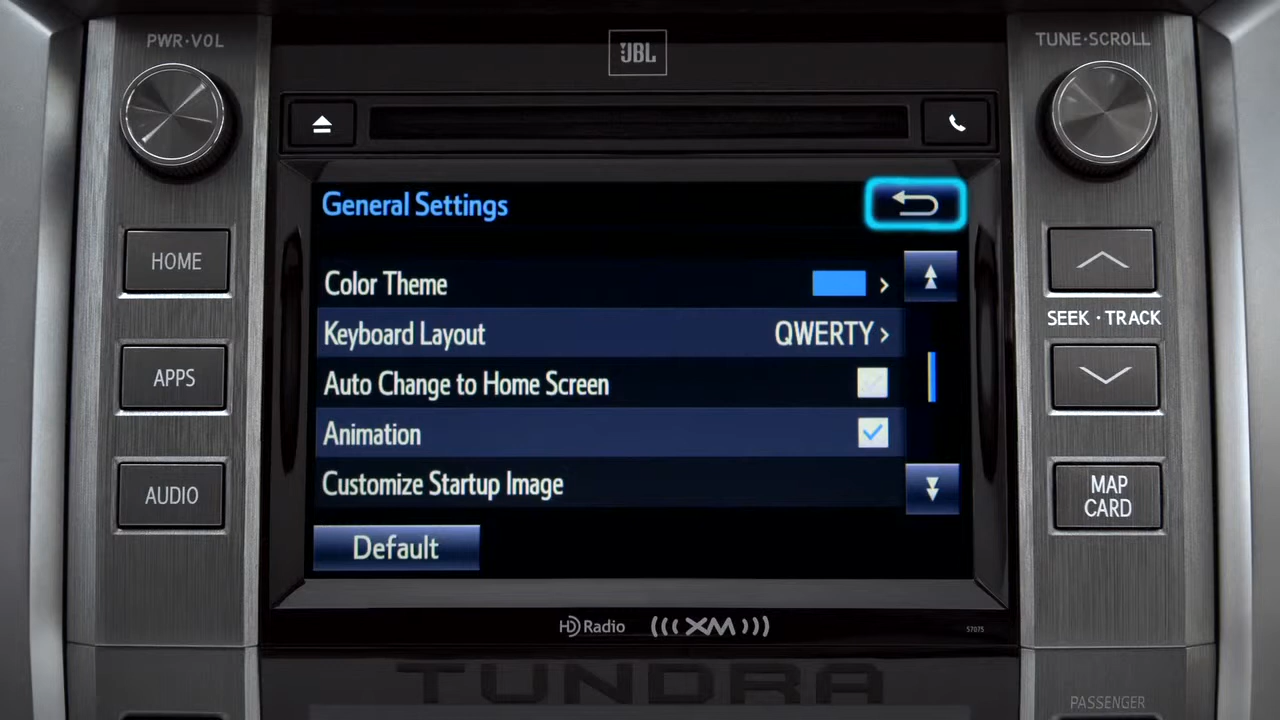 PWR·VOL
JBL
TUNE·SCROLL
General Settings
HOME
Color Theme
Keyboard Layout QWERTY
SEEK · TRACK
APPS
Auto Change to Home Screen
Animation
AUDIO
Customize Startup Image
MAP
CARD
Default
HD Radio
XM
57075
TUNDRA
PASSENGER